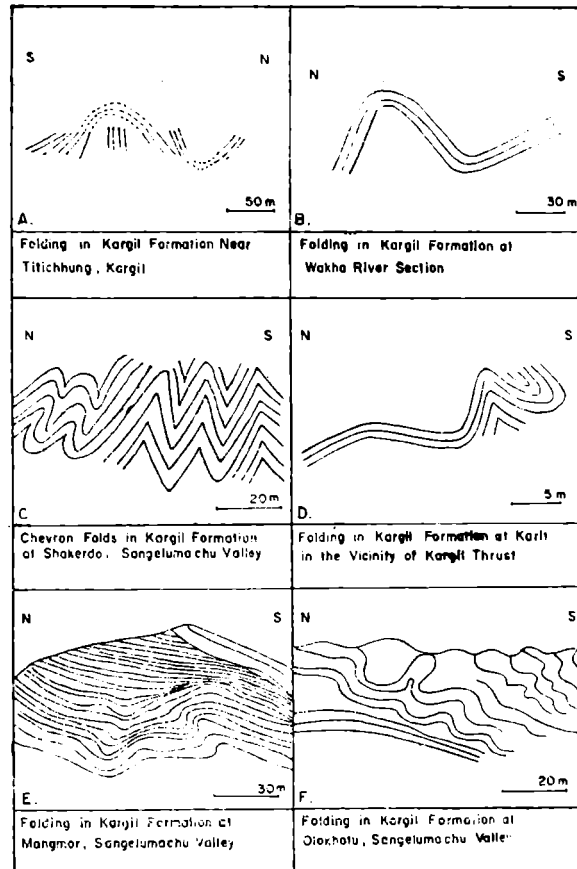 S N
50 m
A.
Folding in Kargil Formation Near
Titichhung, Kargil
N S
30 m
B.
Folding in Kargil Formation at
Wakha River Section
N S
20 m
C
Chevron Folds in Kargil Formation
at Shakerdo, Sangelumachu Valley
N S
5 m
D.
Folding in Kargil Formation at Karit
in the Vicinity of Kargil Thrust
N S
30m
E.
Folding in Kargil Formation at
Mangmor, Sangelumachu Valley
N S
20 m
F.
Folding in Kargil Formation at
Sangelumachu Valley